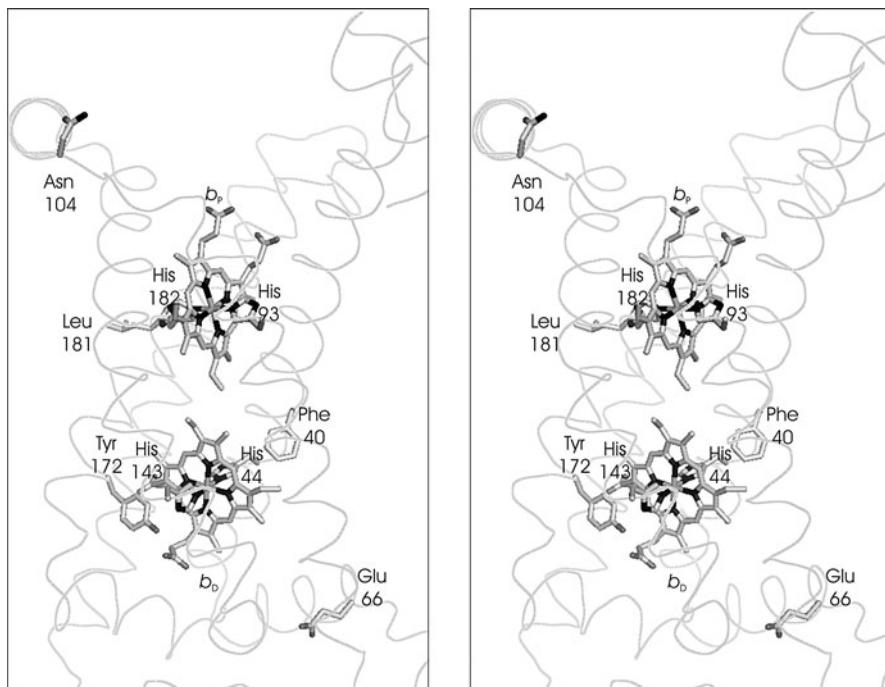 Asn
104
bP
His
182
His
93
Leu
181
Phe
40
Tyr
172
His
143
His
44
bD
Glu
66
Asn
104
bP
His
182
His
93
Leu
181
Phe
40
Tyr
172
His
143
His
44
bD
Glu
66